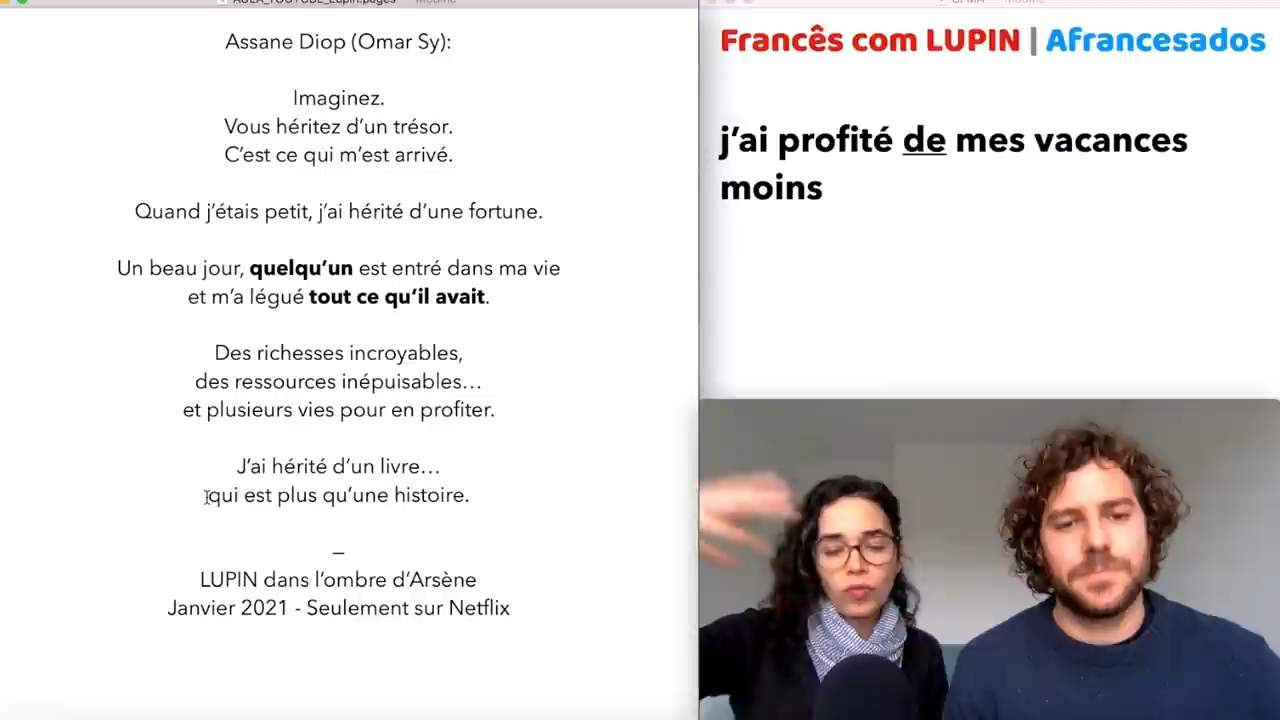 Assane Diop (Omar Sy):
Imaginez.
Vous héritez d’un trésor.
C’est ce qui m’est arrivé.
Quand j’étais petit, j’ai hérité d’une fortune.
Un beau jour, quelqu’un est entré dans ma vie
et m’a légué tout ce qu’il avait.
Des richesses incroyables,
des ressources inépuisables…
et plusieurs vies pour en profiter.
J’ai hérité d’un livre…
qui est plus qu’une histoire.
–
LUPIN dans l’ombre d’Arsène
Janvier 2021 - Seulement sur Netflix
Francês com LUPIN | Afrancesados
j’ai profité de mes vacances
moins